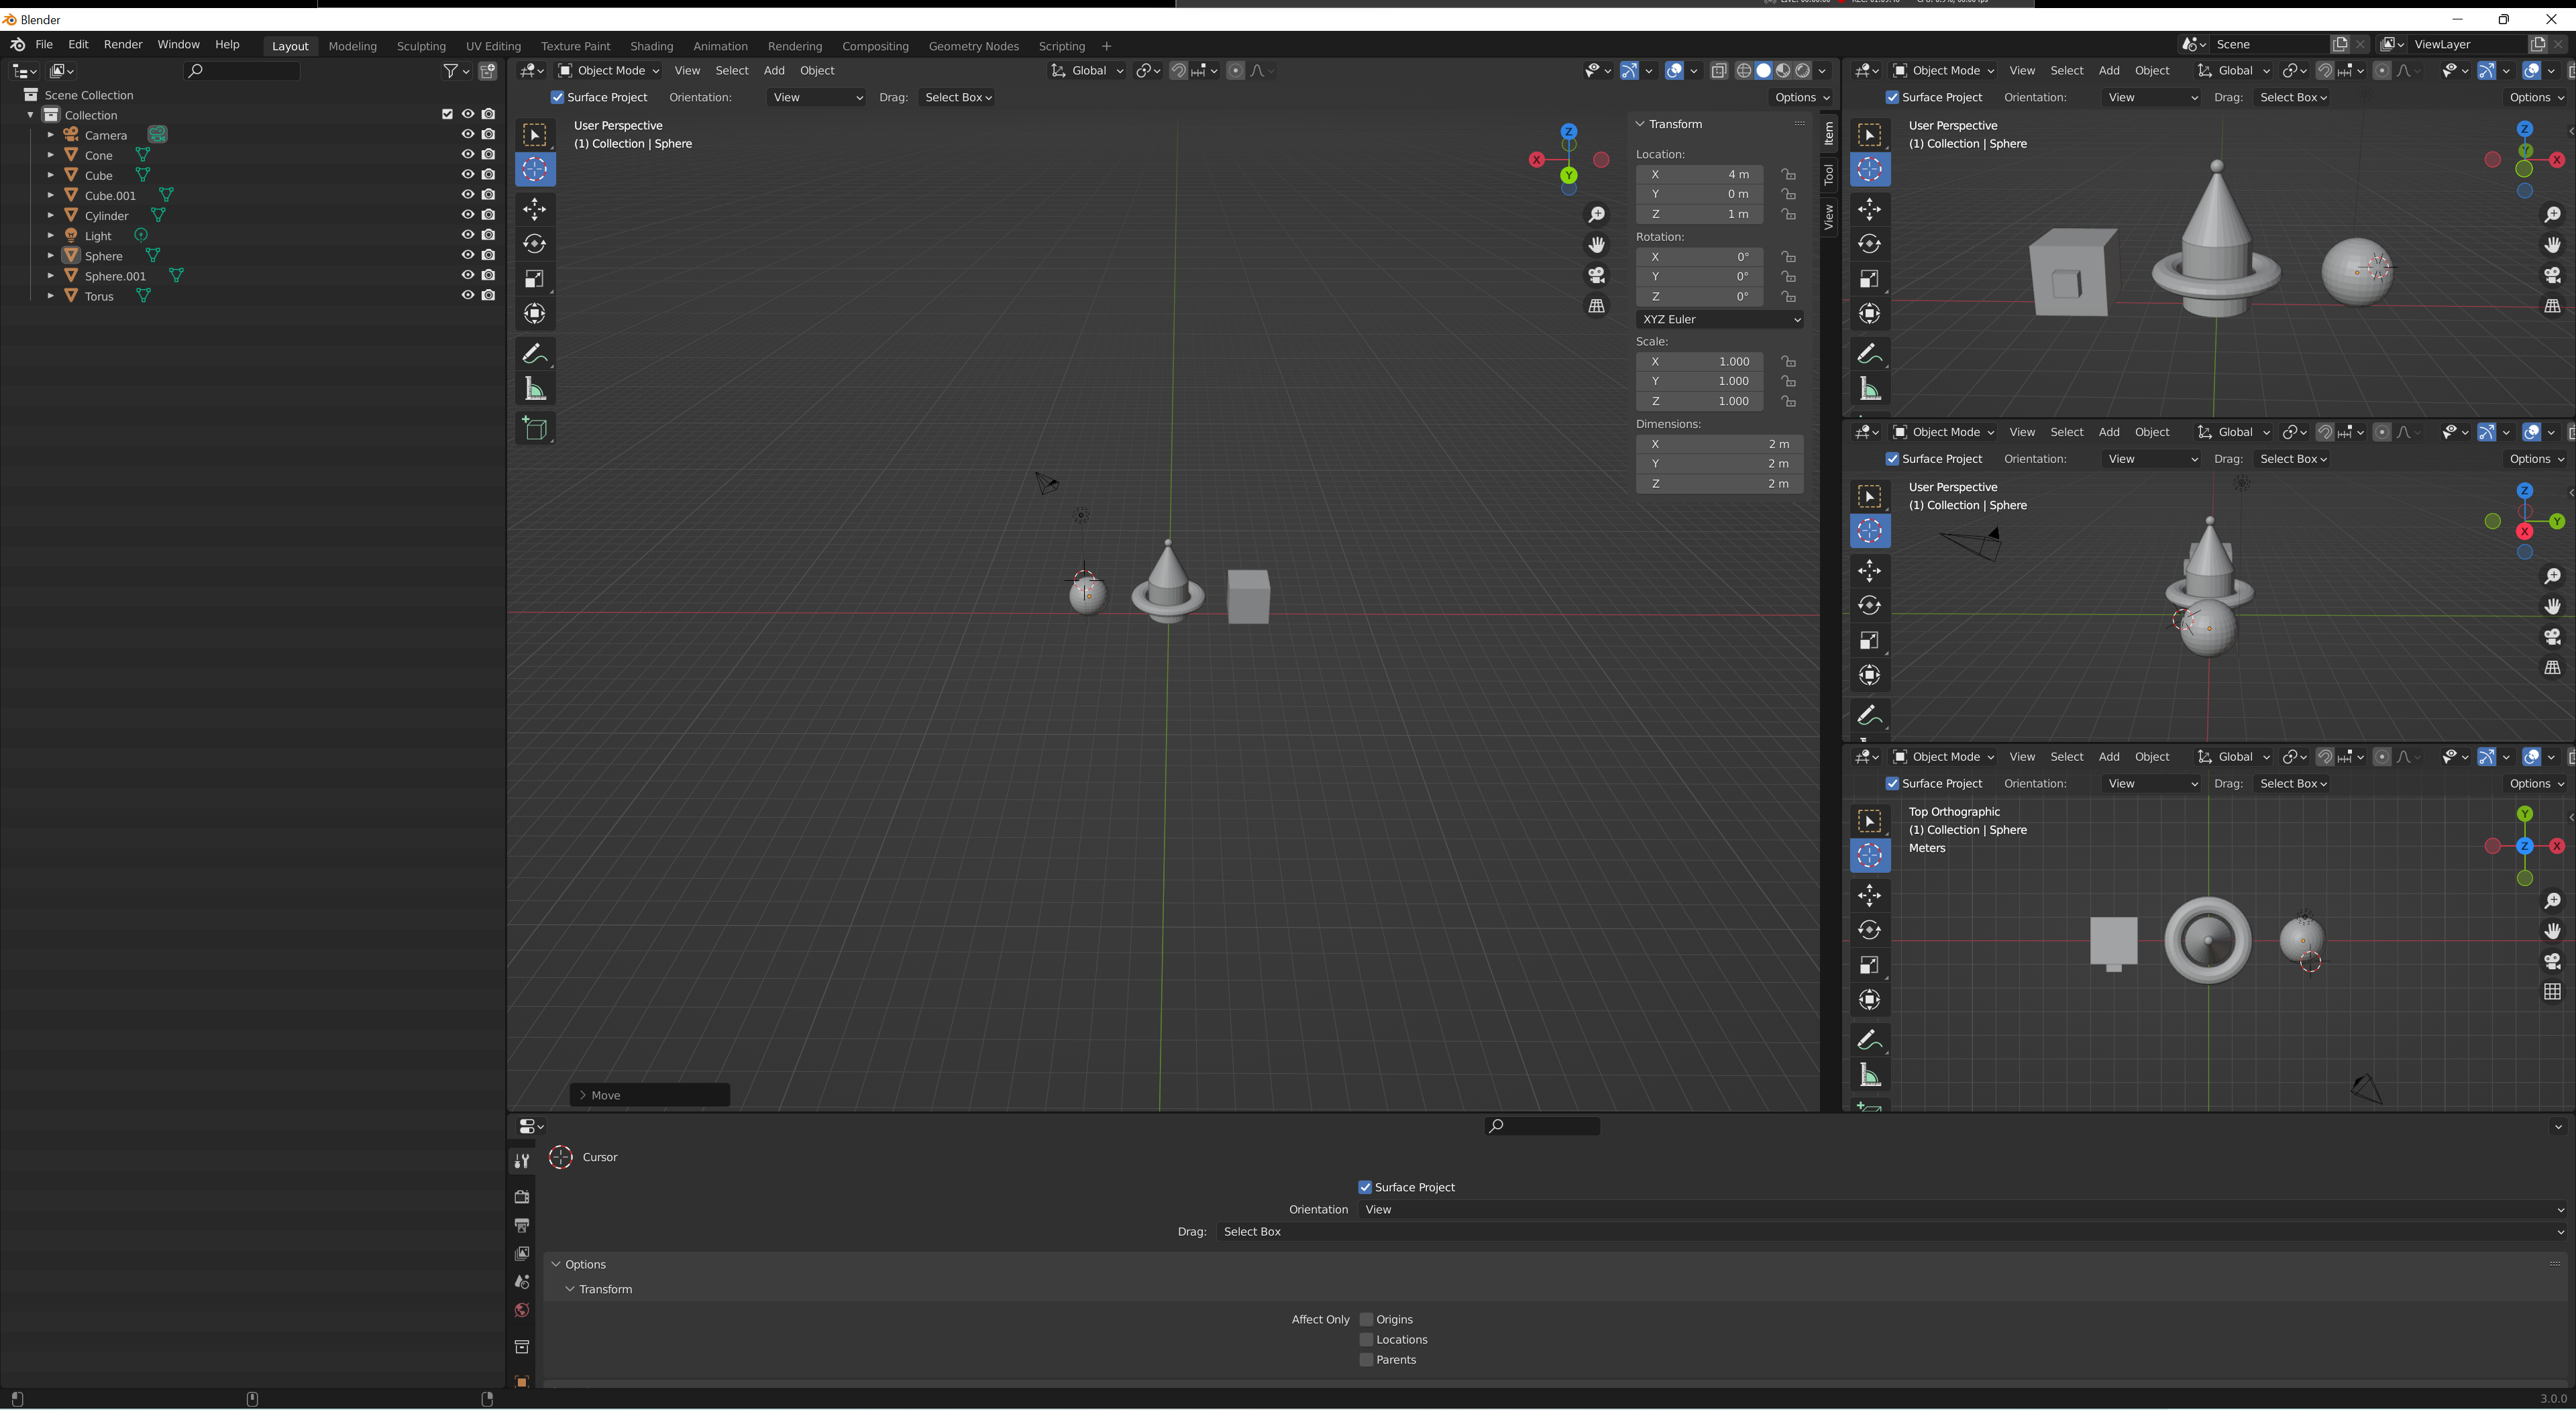 Blender
File Edit Render Window Help Layout Modeling Sculpting UV Editing Texture Paint Shading Animation Rendering Compositing Geometry Nodes Scripting + Scene ViewLayer
Scene Collection
Collection
Camera
Cone
Cube
Cube.001
Cylinder
Light
Sphere
Sphere.001
Torus
Object Mode View Select Add Object Global
Surface Project Orientation: View Drag: Select Box Options
User Perspective
(1) Collection | Sphere
Z
X
Y
Transform
Location:
X 4 m
Y 0 m
Z 1 m
Rotation:
X 0°
Y 0°
Z 0°
XYZ Euler
Scale:
X 1.000
Y 1.000
Z 1.000
Dimensions:
X 2 m
Y 2 m
Z 2 m
Item
Tool
View
Move
Object Mode View Select Add Object Global
Surface Project Orientation: View Drag: Select Box Options
User Perspective
(1) Collection | Sphere
Z
Y
X
Object Mode View Select Add Object Global
Surface Project Orientation: View Drag: Select Box Options
User Perspective
(1) Collection | Sphere
Z
Y
X
Object Mode View Select Add Object Global
Surface Project Orientation: View Drag: Select Box Options
Top Orthographic
(1) Collection | Sphere
Meters
Y
Z X
Cursor
Surface Project
Orientation View
Drag: Select Box
Options
Transform
Affect Only Origins
Locations
Parents
3.0.0